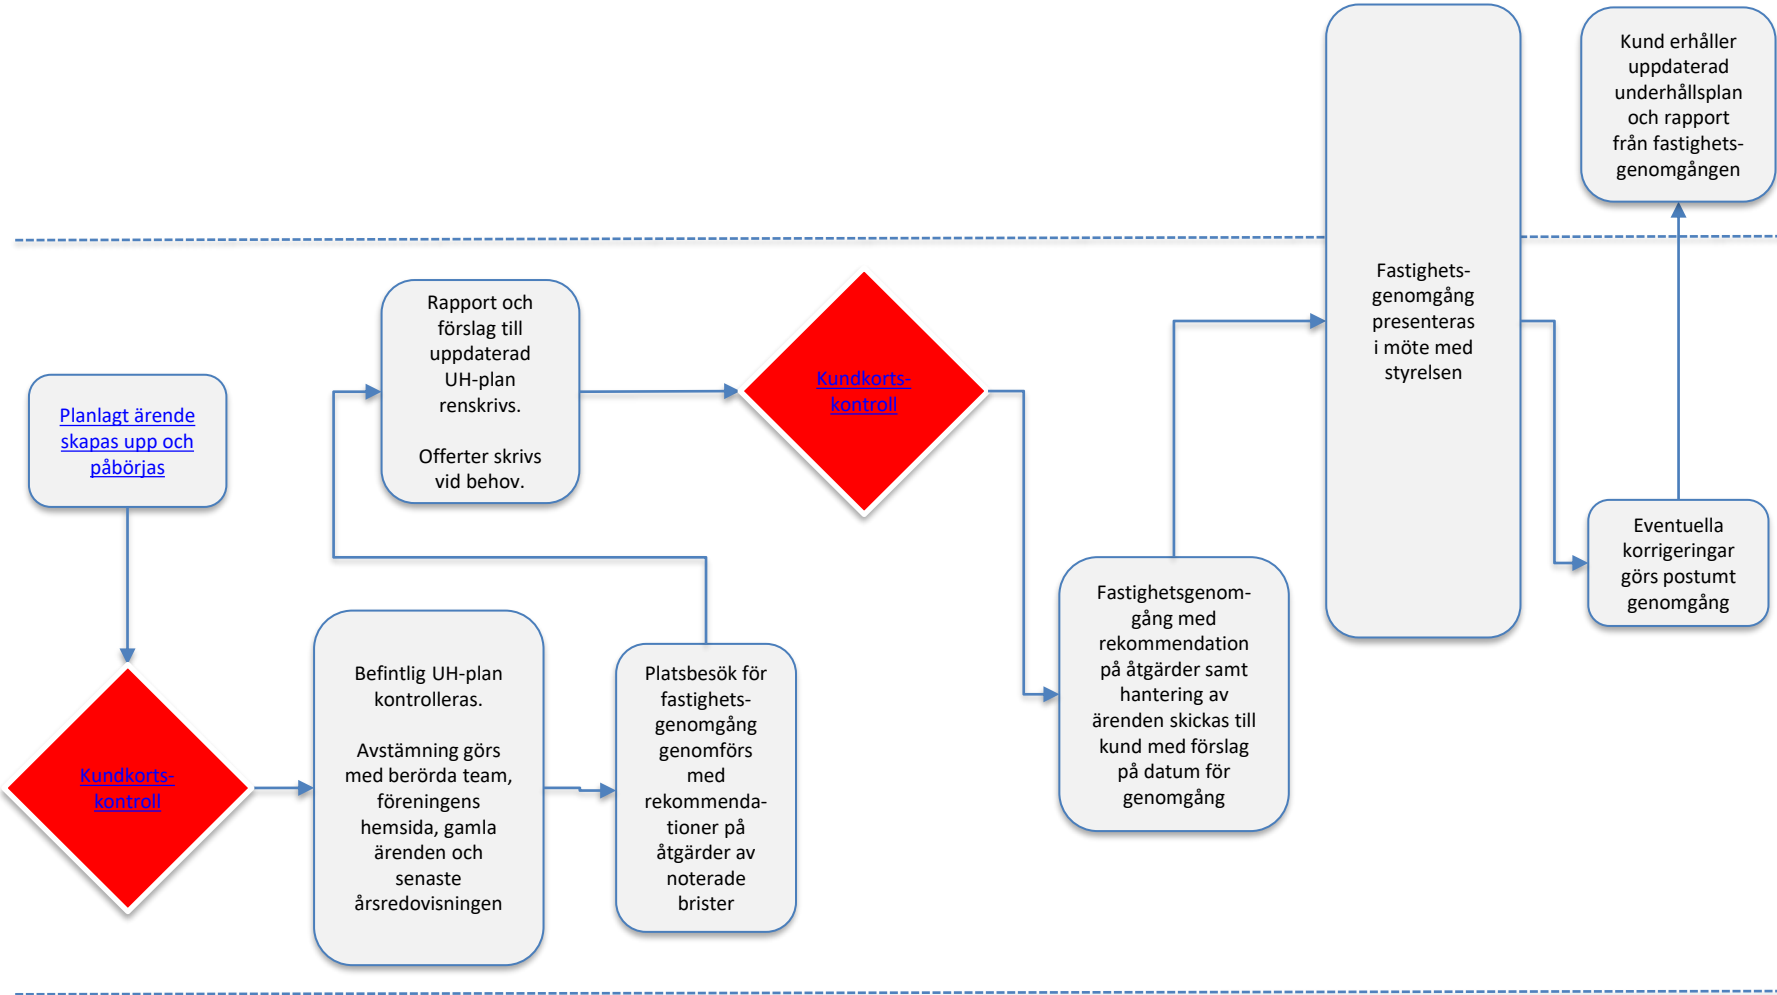 Planlagt ärende
skapas upp och
påbörjas
Kundkorts-
kontroll
Befintlig UH-plan
kontrolleras.
Avstämning görs
med berörda team,
föreningens
hemsida, gamla
ärenden och
senaste
årsredovisningen
Platsbesök för
fastighets-
genomgång
genomförs
med
rekommenda-
tioner på
åtgärder av
noterade
brister
Rapport och
förslag till
uppdaterad
UH-plan
renskrivs.
Offerter skrivs
vid behov.
Kundkorts-
kontroll
Fastighetsgenom-
gång med
rekommendation
på åtgärder samt
hantering av
ärenden skickas till
kund med förslag
på datum för
genomgång
Fastighets-
genomgång
presenteras
i möte med
styrelsen
Eventuella
korrigeringar
görs postumt
genomgång
Kund erhåller
uppdaterad
underhållsplan
och rapport
från fastighets-
genomgången